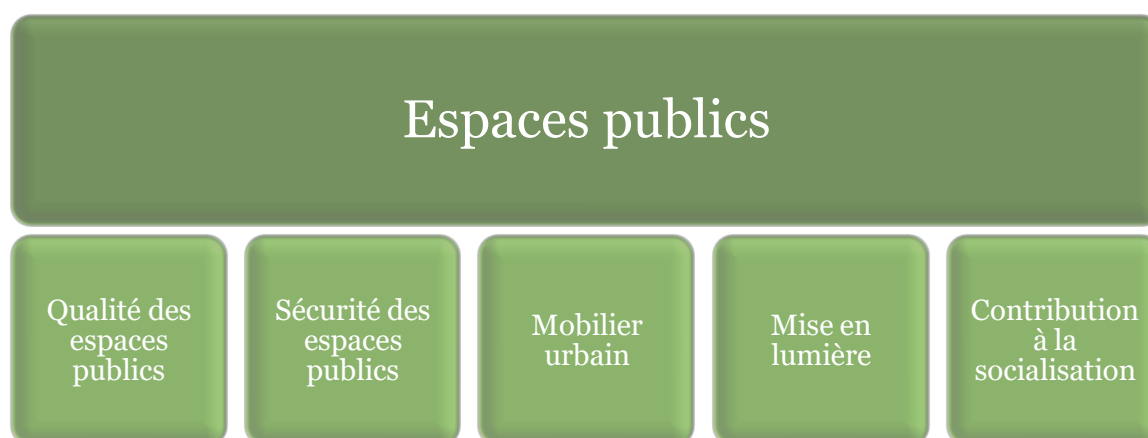 Espaces publics
Qualité des
espaces
publics
Sécurité des
espaces
publics
Mobilier
urbain
Mise en
lumière
Contribution
à la
socialisation